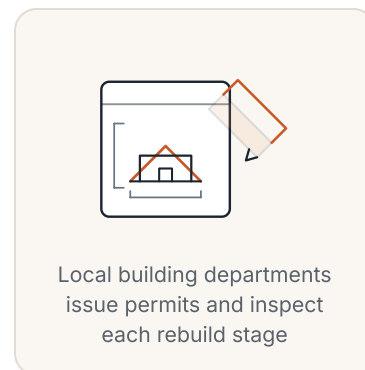 Local building departments
issue permits and inspect
each rebuild stage